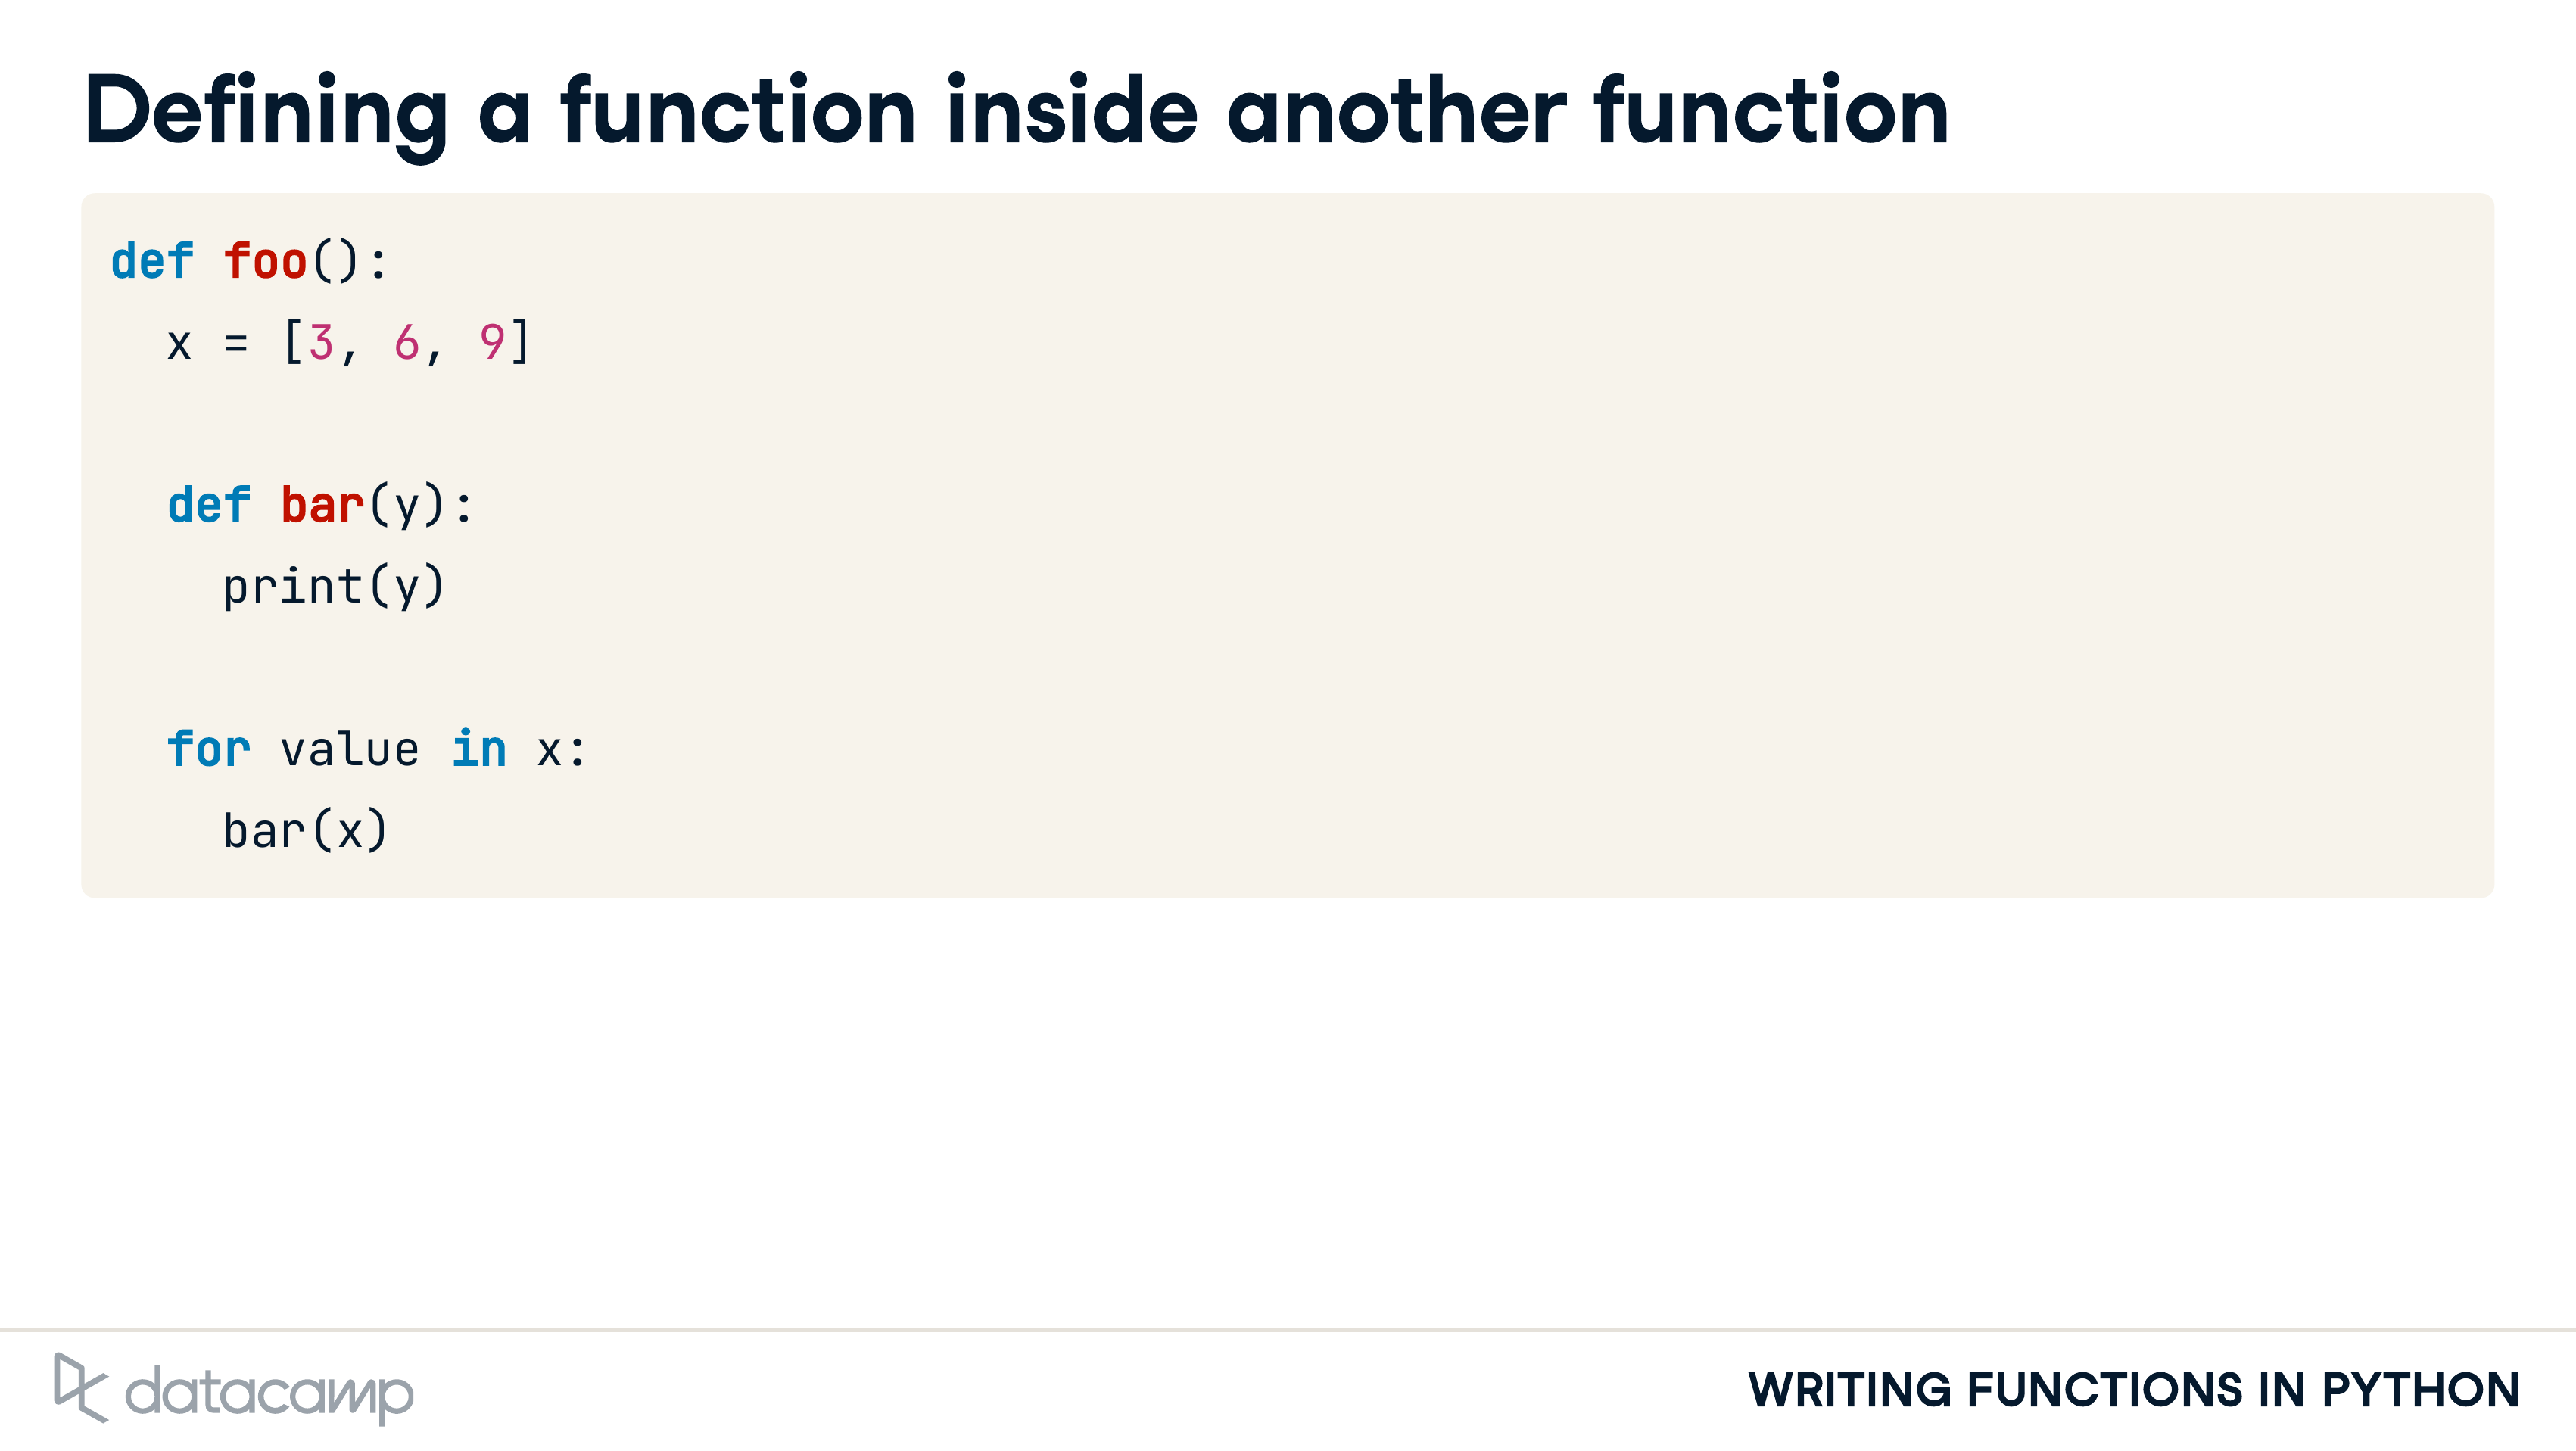 Defining a function inside another function
def foo():
  x = [3, 6, 9]
  def bar(y):
    print(y)
  for value in x:
    bar(x)
datacamp
WRITING FUNCTIONS IN PYTHON